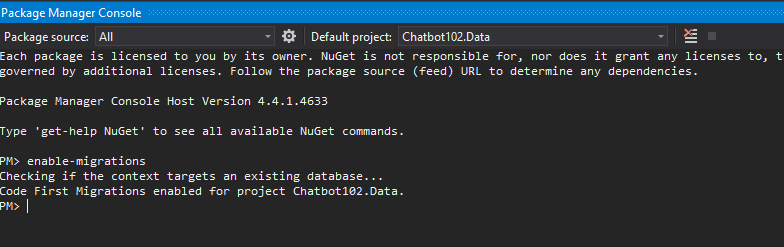 Package Manager Console
Package source: All Default project: Chatbot102.Data
Each package is licensed to you by its owner. NuGet is not responsible for, nor does it grant any licenses to, t
governed by additional licenses. Follow the package source (feed) URL to determine any dependencies.
Package Manager Console Host Version 4.4.1.4633
Type 'get-help NuGet' to see all available NuGet commands.
PM> enable-migrations
Checking if the context targets an existing database...
Code First Migrations enabled for project Chatbot102.Data.
PM>